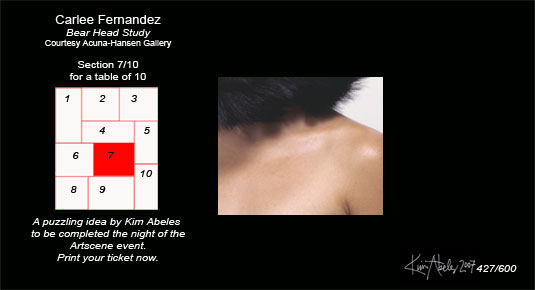 Carlee Fernandez
Bear Head Study
Courtesy Acuna-Hansen Gallery
Section 7/10
for a table of 10
1 2 3
4 5
6 7
10
8 9
A puzzling idea by Kim Abeles
to be completed the night of the
Artscene event.
Print your ticket now.
Kim Abeles 2007 427/600